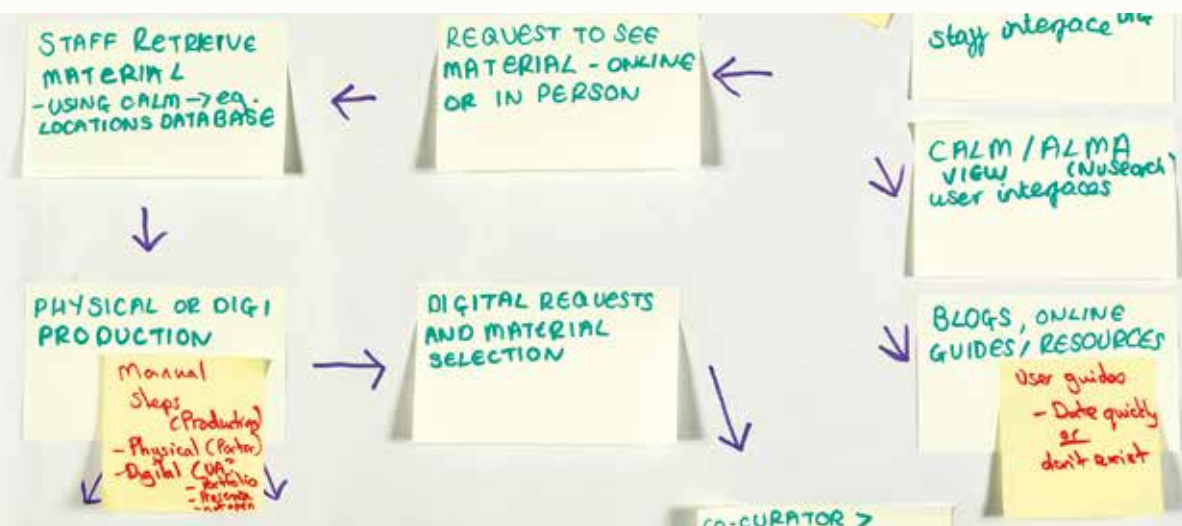 STAFF RETRIEVE
MATERIAL
- USING CALM → eg.
LOCATIONS DATABASE
REQUEST TO SEE
MATERIAL - ONLINE
OR IN PERSON
staff interface
CALM / ALMA
VIEW (NUSearch)
user interfaces
PHYSICAL OR DIGI
PRODUCTION
Manual
Steps
(Production)
- Physical (Porter)
- Digital
- Portfolio
DIGITAL REQUESTS
AND MATERIAL
SELECTION
BLOGS, ONLINE
GUIDES / RESOURCES
User guides
- Date quickly
or
don't exist
CO-CURATOR >